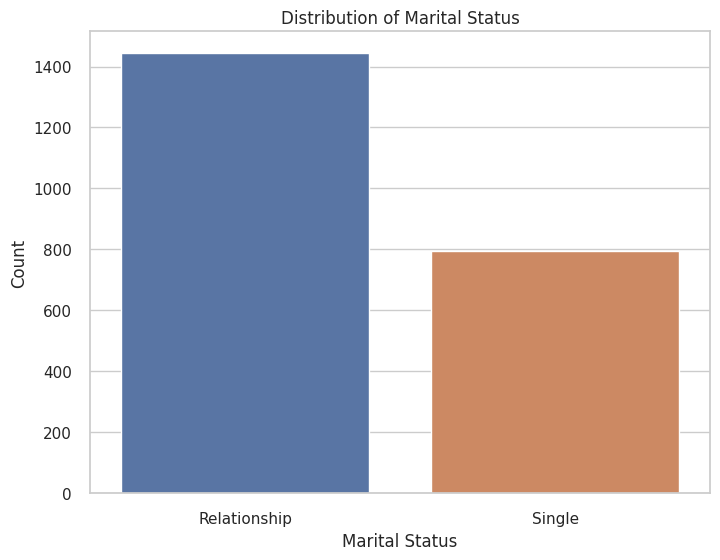 Distribution of Marital Status
1400
1200
1000
800
600
400
200
0
Count
Relationship
Single
Marital Status